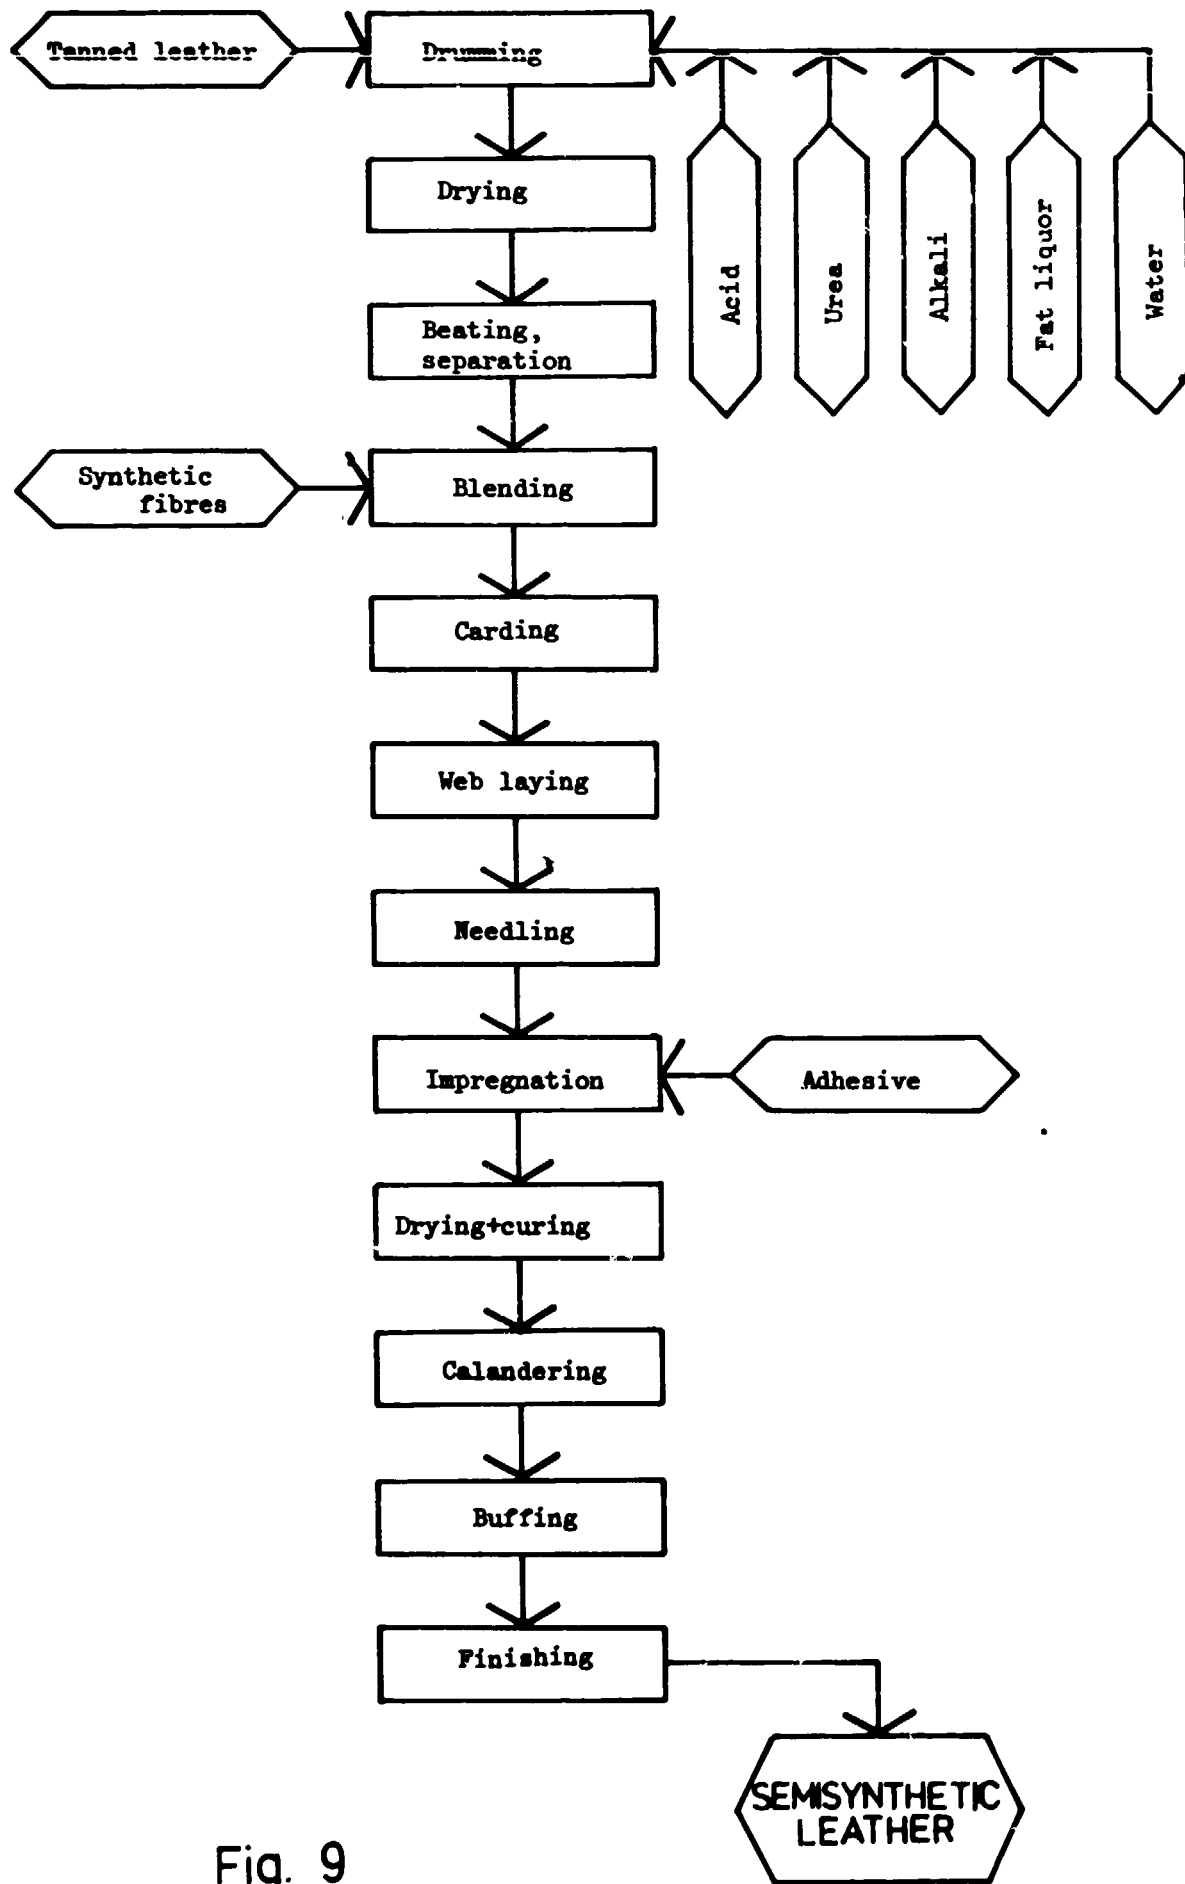 Tanned leather
Drumming
Drying
Beating,
separation
Acid
Urea
Alkali
Fat liquor
Water
Synthetic
fibres
Blending
Carding
Web laying
Needling
Impregnation
Adhesive
Drying+curing
Calandering
Buffing
Finishing
SEMISYNTHETIC
LEATHER
Fig. 9